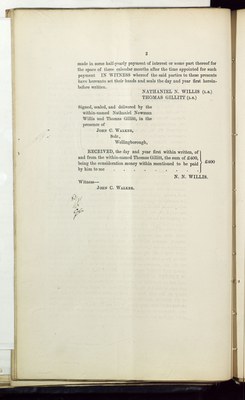 2
made in some half-yearly payment of interest or some part thereof for
the space of three calendar months after the time appointed for such
payment IN WITNESS whereof the said parties to these presents
have hereunto set their hands and seals the day and year first herein-
before written.
NATHANIEL N. WILLIS (L.S.)
THOMAS GILLITT (L.S.)
Signed, sealed, and delivered by the
within-named Nathaniel Newman
Willis and Thomas Gillitt, in the
presence of
JOHN C. WALKER,
Solr.,
Wellingborough,
RECEIVED, the day and year first within written, of
and from the within-named Thomas Gillitt, the sum of £400,
being the consideration money within mentioned to be paid
by him to me
£400
N. N. WILLIS.
Witness—
JOHN C. WALKER.